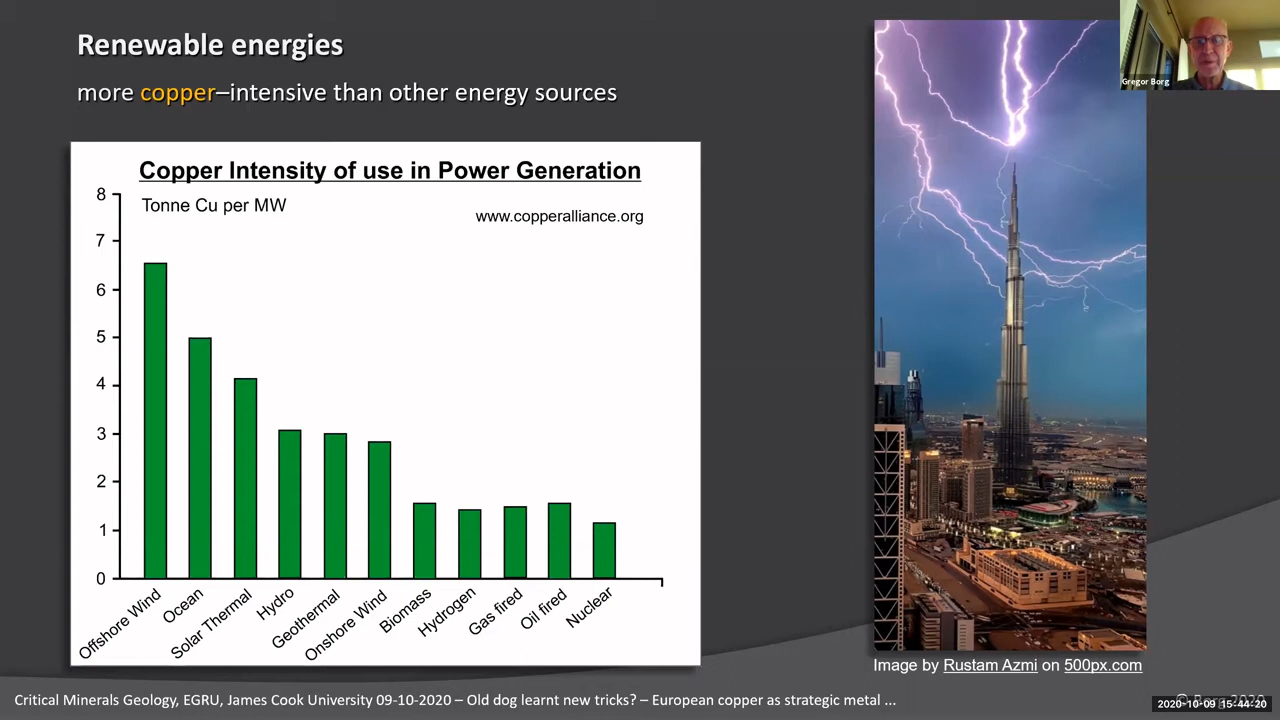 Renewable energies
more copper–intensive than other energy sources
Gregor Borg
Copper Intensity of use in Power Generation
Tonne Cu per MW
www.copperalliance.org
8
7
6
5
4
3
2
1
0
Offshore Wind
Ocean
Solar Thermal
Hydro
Geothermal
Onshore Wind
Biomass
Hydrogen
Gas fired
Oil fired
Nuclear
Image by Rustam Azmi on 500px.com
Critical Minerals Geology, EGRU, James Cook University 09-10-2020 – Old dog learnt new tricks? – European copper as strategic metal ...
© Borg 2020
2020-10-09 15:44:20